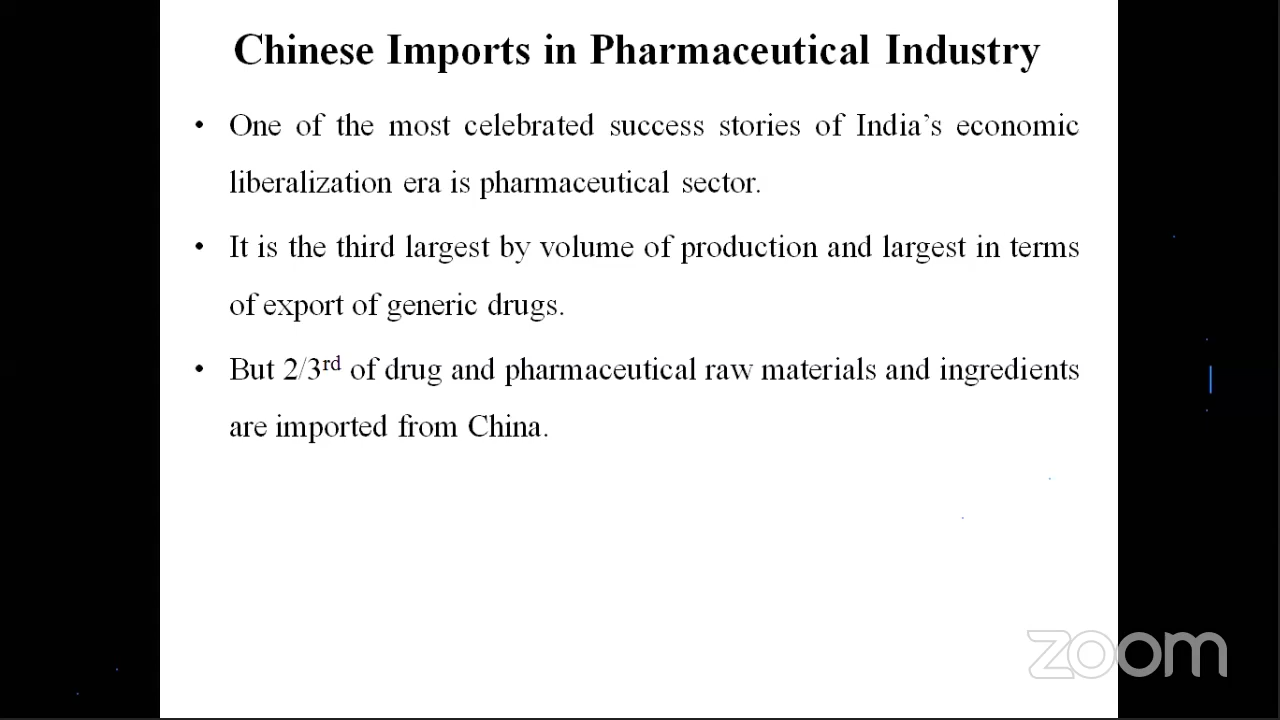 Chinese Imports in Pharmaceutical Industry
• One of the most celebrated success stories of India's economic
liberalization era is pharmaceutical sector.
• It is the third largest by volume of production and largest in terms
of export of generic drugs.
• But 2/3rd of drug and pharmaceutical raw materials and ingredients
are imported from China.
zoom